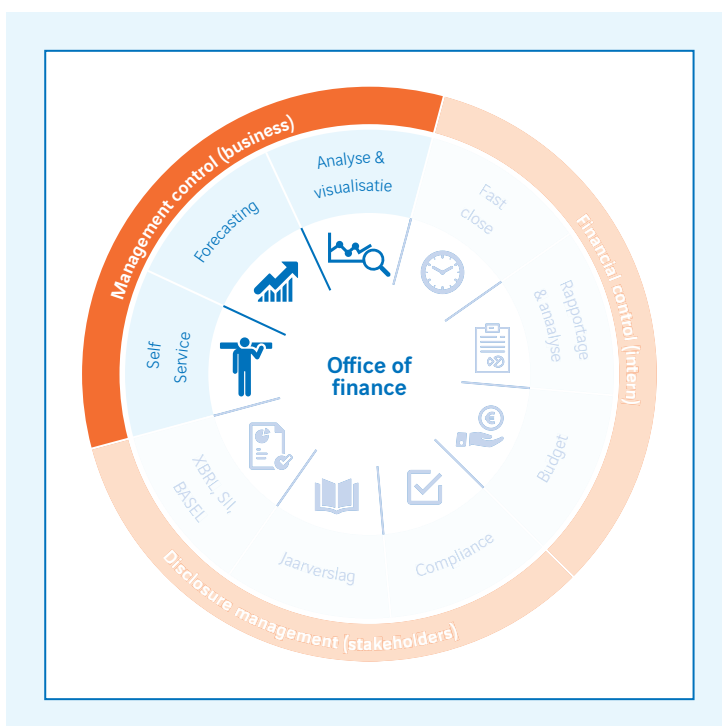 Management control (business)
Analyse &
visualisatie
Forecasting
Self
Service
Financial control (intern)
Fast
close
Rapportage
& anaalyse
Budget
Office of
finance
Disclosure management (stakeholders)
Compliance
Jaarverslag
XBRL, SII,
BASEL